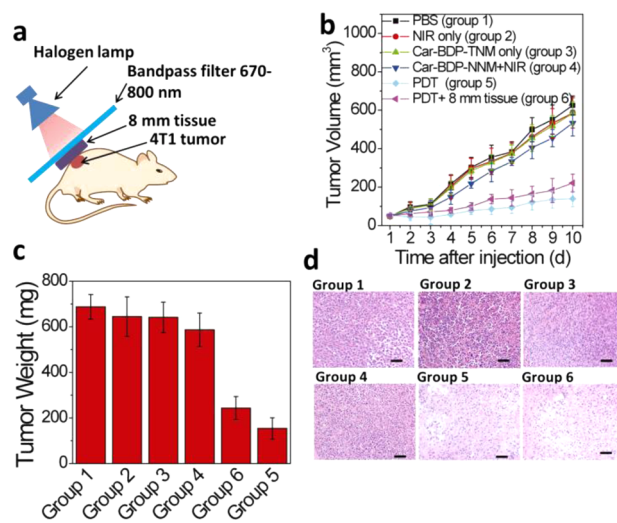 a
Halogen lamp
Bandpass filter 670-
800 nm
8 mm tissue
4T1 tumor
b
Tumor Volume (mm³)
600
400
200
0
PBS (group 1)
NIR only (group 2)
Car-BDP-TNM only (group 3)
Car-BDP-NNM+NIR (group 4)
PDT (group 5)
PDT+ 8 mm tissue (group 6)
1 2 3 4 5 6 7 8 9 10
Time after injection (d)
c
Tumor Weight (mg)
800
600
400
200
0
Group 1
Group 2
Group 3
Group 4
Group 6
Group 5
d
Group 1 Group 2 Group 3
Group 4 Group 5 Group 6